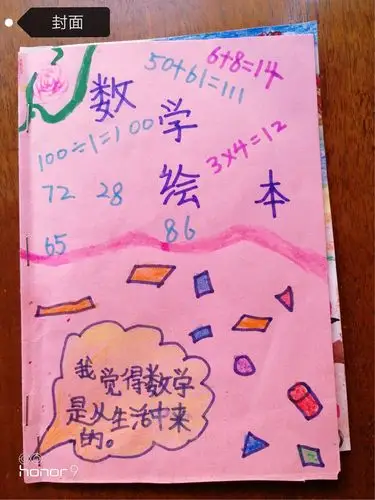 封面
6+8=14
50+61=111
数学绘本
100÷1=100
3×4=12
72 28
65
86
我觉得数学
是从生活中来
的。
honor 9